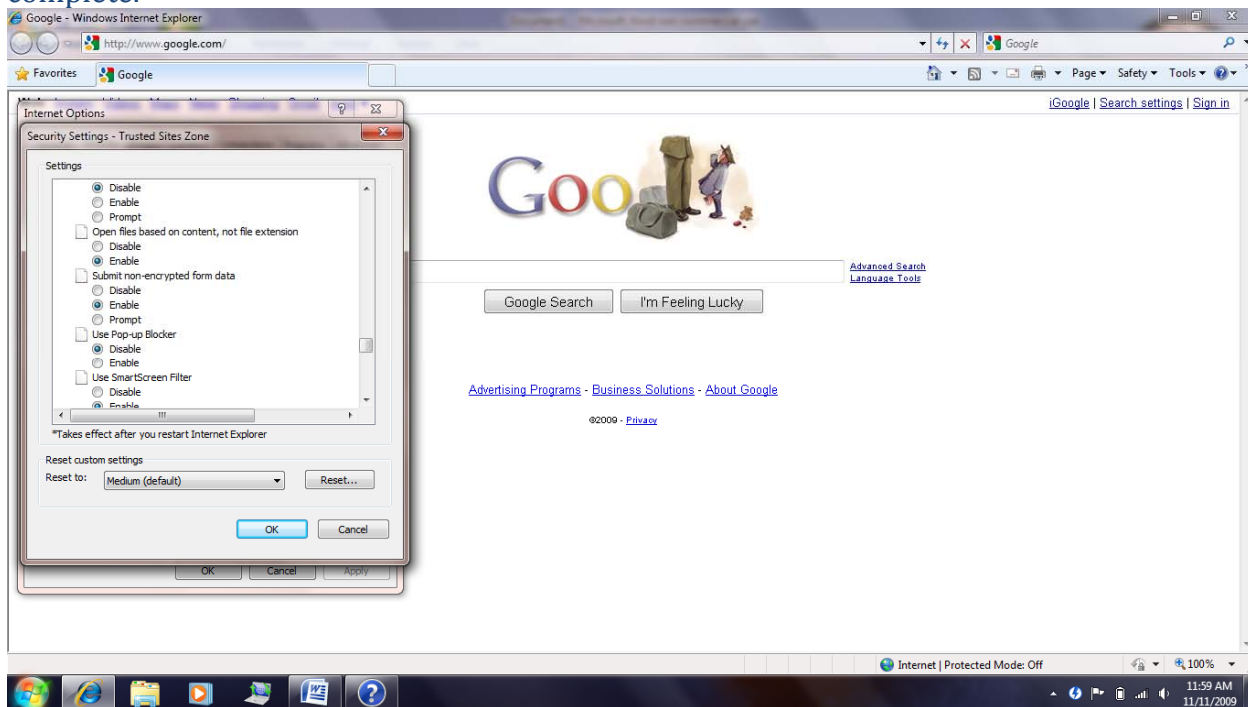 complete.
Google - Windows Internet Explorer
http://www.google.com/
Google
Favorites
Google
Page
Safety
Tools
iGoogle | Search settings | Sign in
Internet Options
Security Settings - Trusted Sites Zone
Settings
Disable
Enable
Prompt
Open files based on content, not file extension
Disable
Enable
Submit non-encrypted form data
Disable
Enable
Prompt
Use Pop-up Blocker
Disable
Enable
Use SmartScreen Filter
Disable
Enable
*Takes effect after you restart Internet Explorer
Reset custom settings
Reset to:
Medium (default)
Reset...
OK
Cancel
OK
Cancel
Apply
Goo
Advanced Search
Language Tools
Google Search
I'm Feeling Lucky
Advertising Programs - Business Solutions - About Google
©2009 - Privacy
Internet | Protected Mode: Off
100%
11:59 AM
11/11/2009